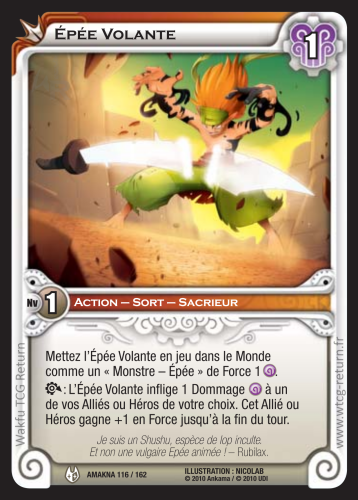 ÉPÉE VOLANTE
1
Nv 1
ACTION – SORT – SACRIEUR
Mettez l'Épée Volante en jeu dans le Monde
comme un « Monstre – Épée » de Force 1 .
: L'Épée Volante inflige 1 Dommage à un
de vos Alliés ou Héros de votre choix. Cet Allié ou
Héros gagne +1 en Force jusqu'à la fin du tour.
Je suis un Shushu, espèce de lop inculte.
Et non une vulgaire Épée animée ! – Rubilax.
AMAKNA 116 / 162
ILLUSTRATION : NICOLAB
© 2010 Ankama / © 2010 UDI
Wakfu TCG Return
www.wtcg-return.fr